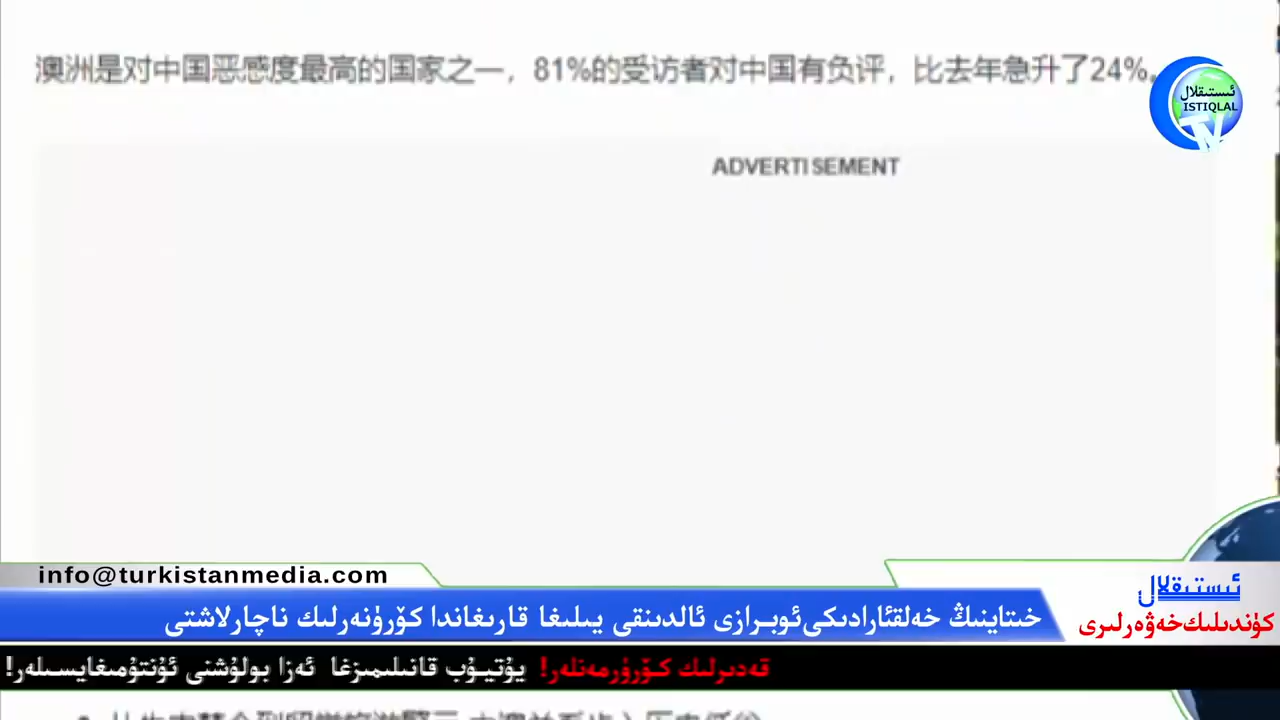 澳洲是对中国恶感度最高的国家之一，81%的受访者对中国有负评，比去年急升了24%。
ئىستىقلال
ISTIQLAL
TV
ADVERTISEMENT
info@turkistanmedia.com
ئىستىقلال
كۈندىلىك خەۋەرلىرى
خىتاينىڭ خەلقئارادىكى ئوبرازى ئالدىنقى يىلىغا قارىغاندا كۆرۈنەرلىك ناچارلاشتى
قەدىرلىك كۆرۈرمەنلەر! يۇتيۇب قانىلىمىزغا ئەزا بولۇشنى ئۇنتۇمىغايسىلەر!